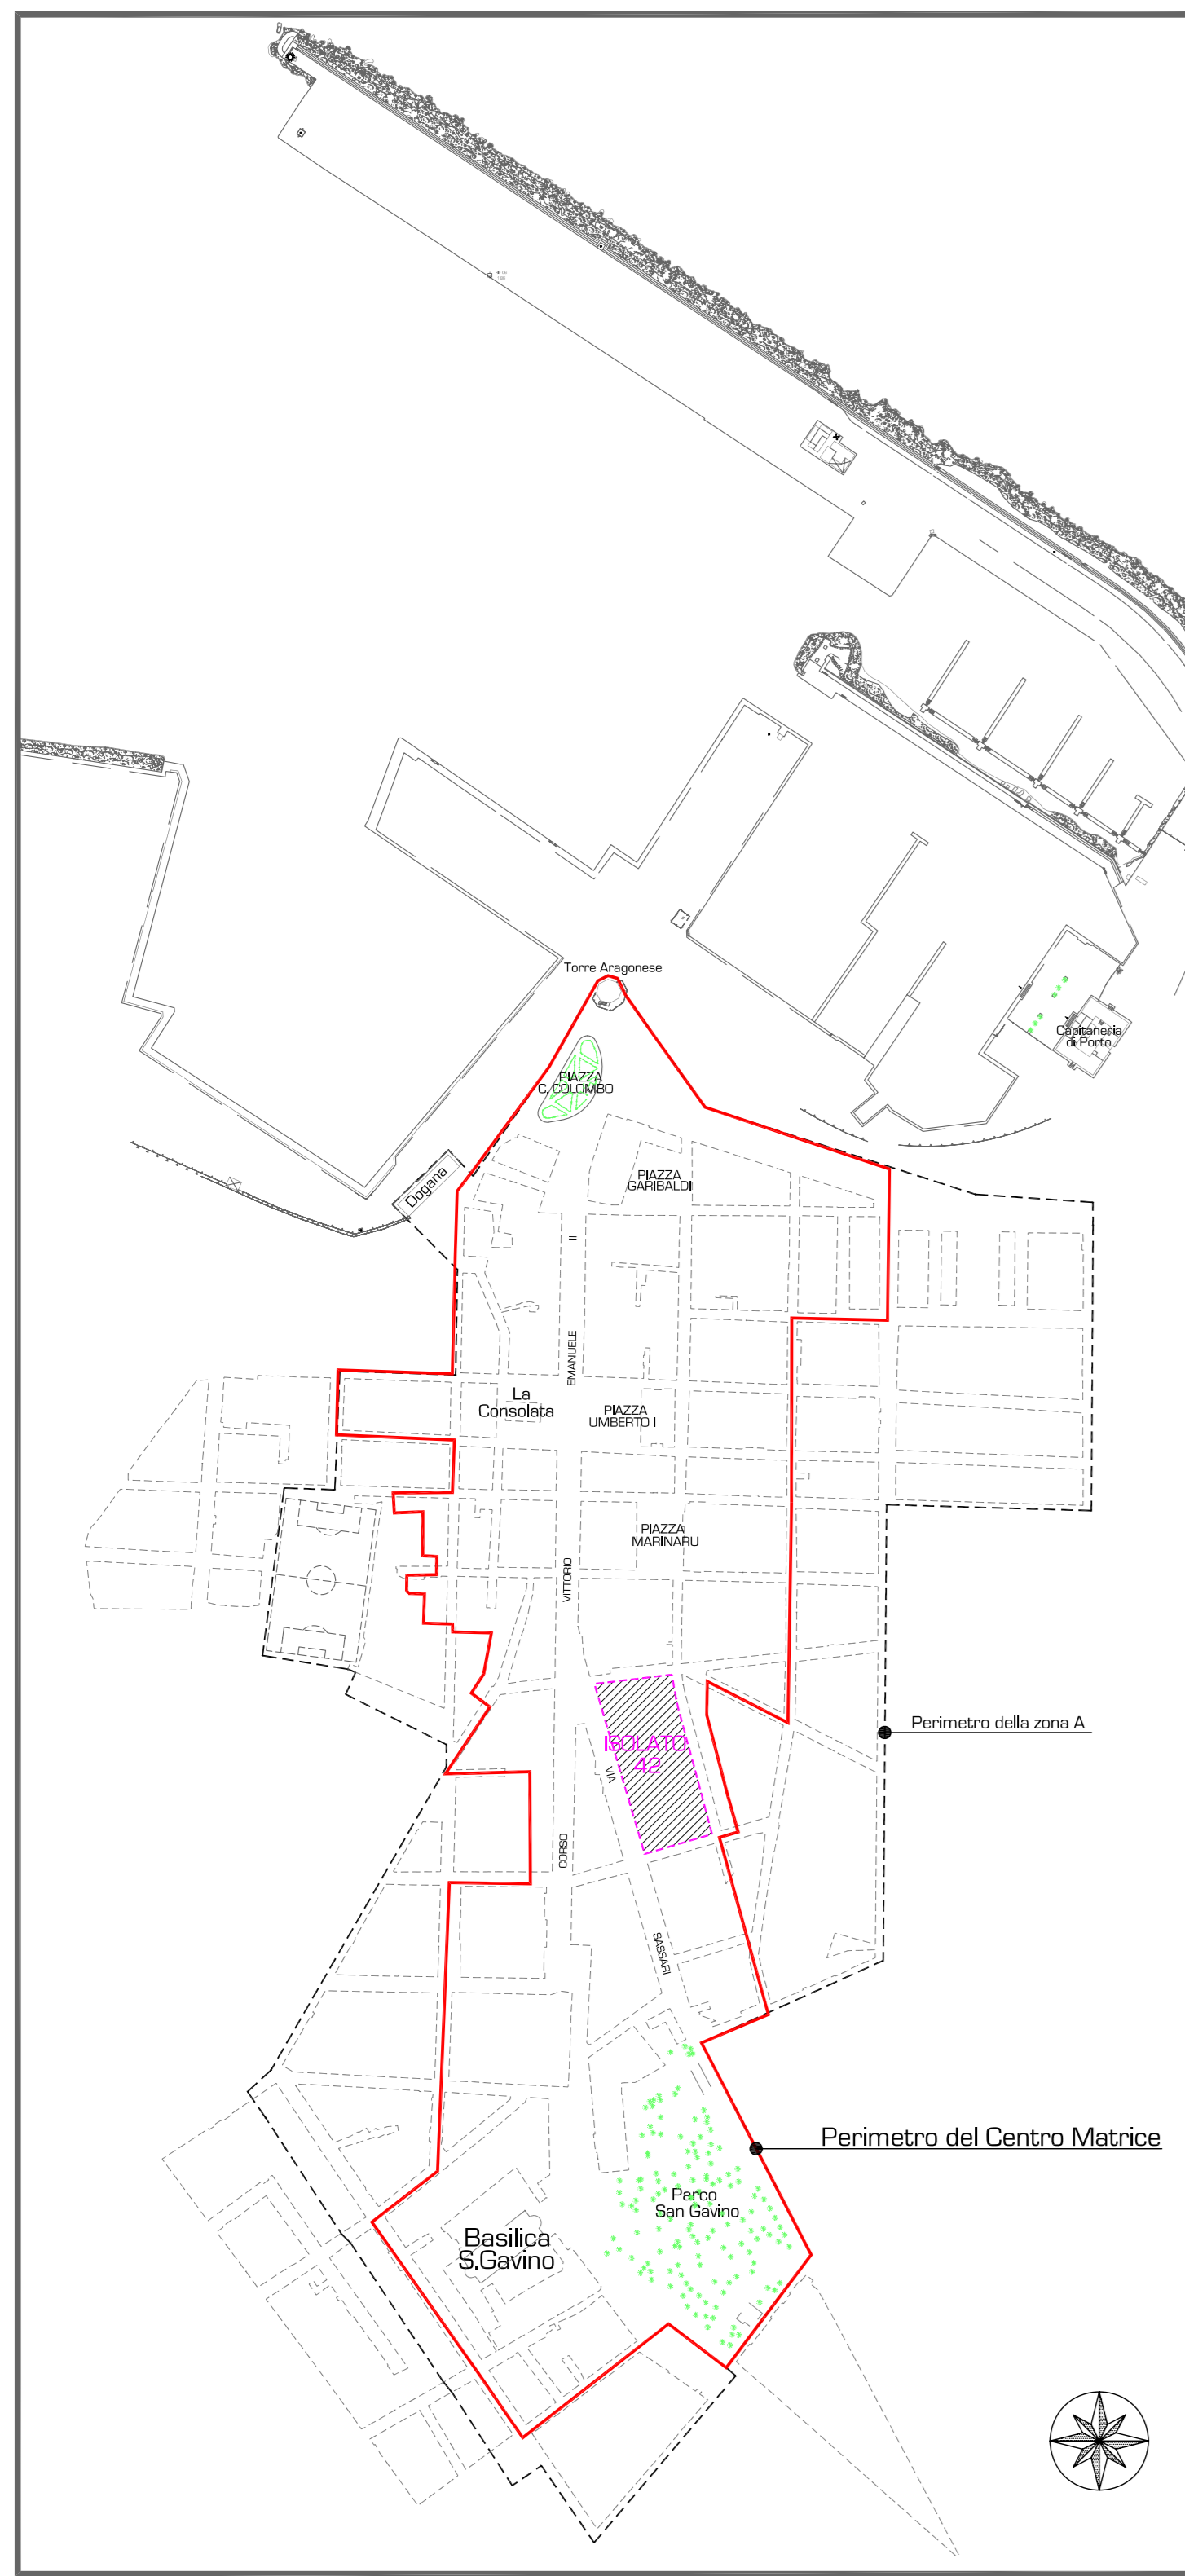 Torre Aragonese
Capitaneria
di Porto
PIAZZA
C. COLOMBO
Dogana
PIAZZA
GARIBALDI
II
EMANUELE
La
Consolata
PIAZZA
UMBERTO I
PIAZZA
MARINARU
VITTORIO
Perimetro della zona A
ISOLATO
42
VIA
CORSO
SASSARI
Perimetro del Centro Matrice
Parco
San Gavino
Basilica
S.Gavino